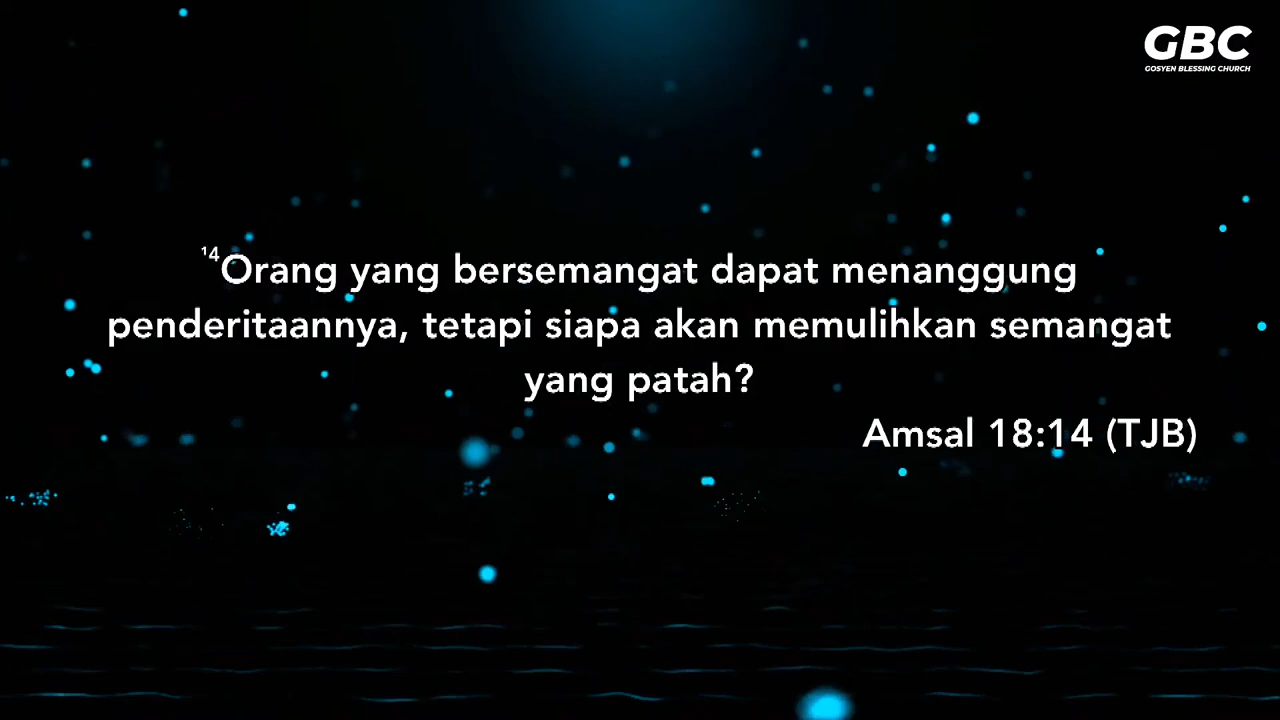 GBC
GOSYEN BLESSING CHURCH
¹⁴Orang yang bersemangat dapat menanggung
penderitaannya, tetapi siapa akan memulihkan semangat
yang patah?
Amsal 18:14 (TJB)